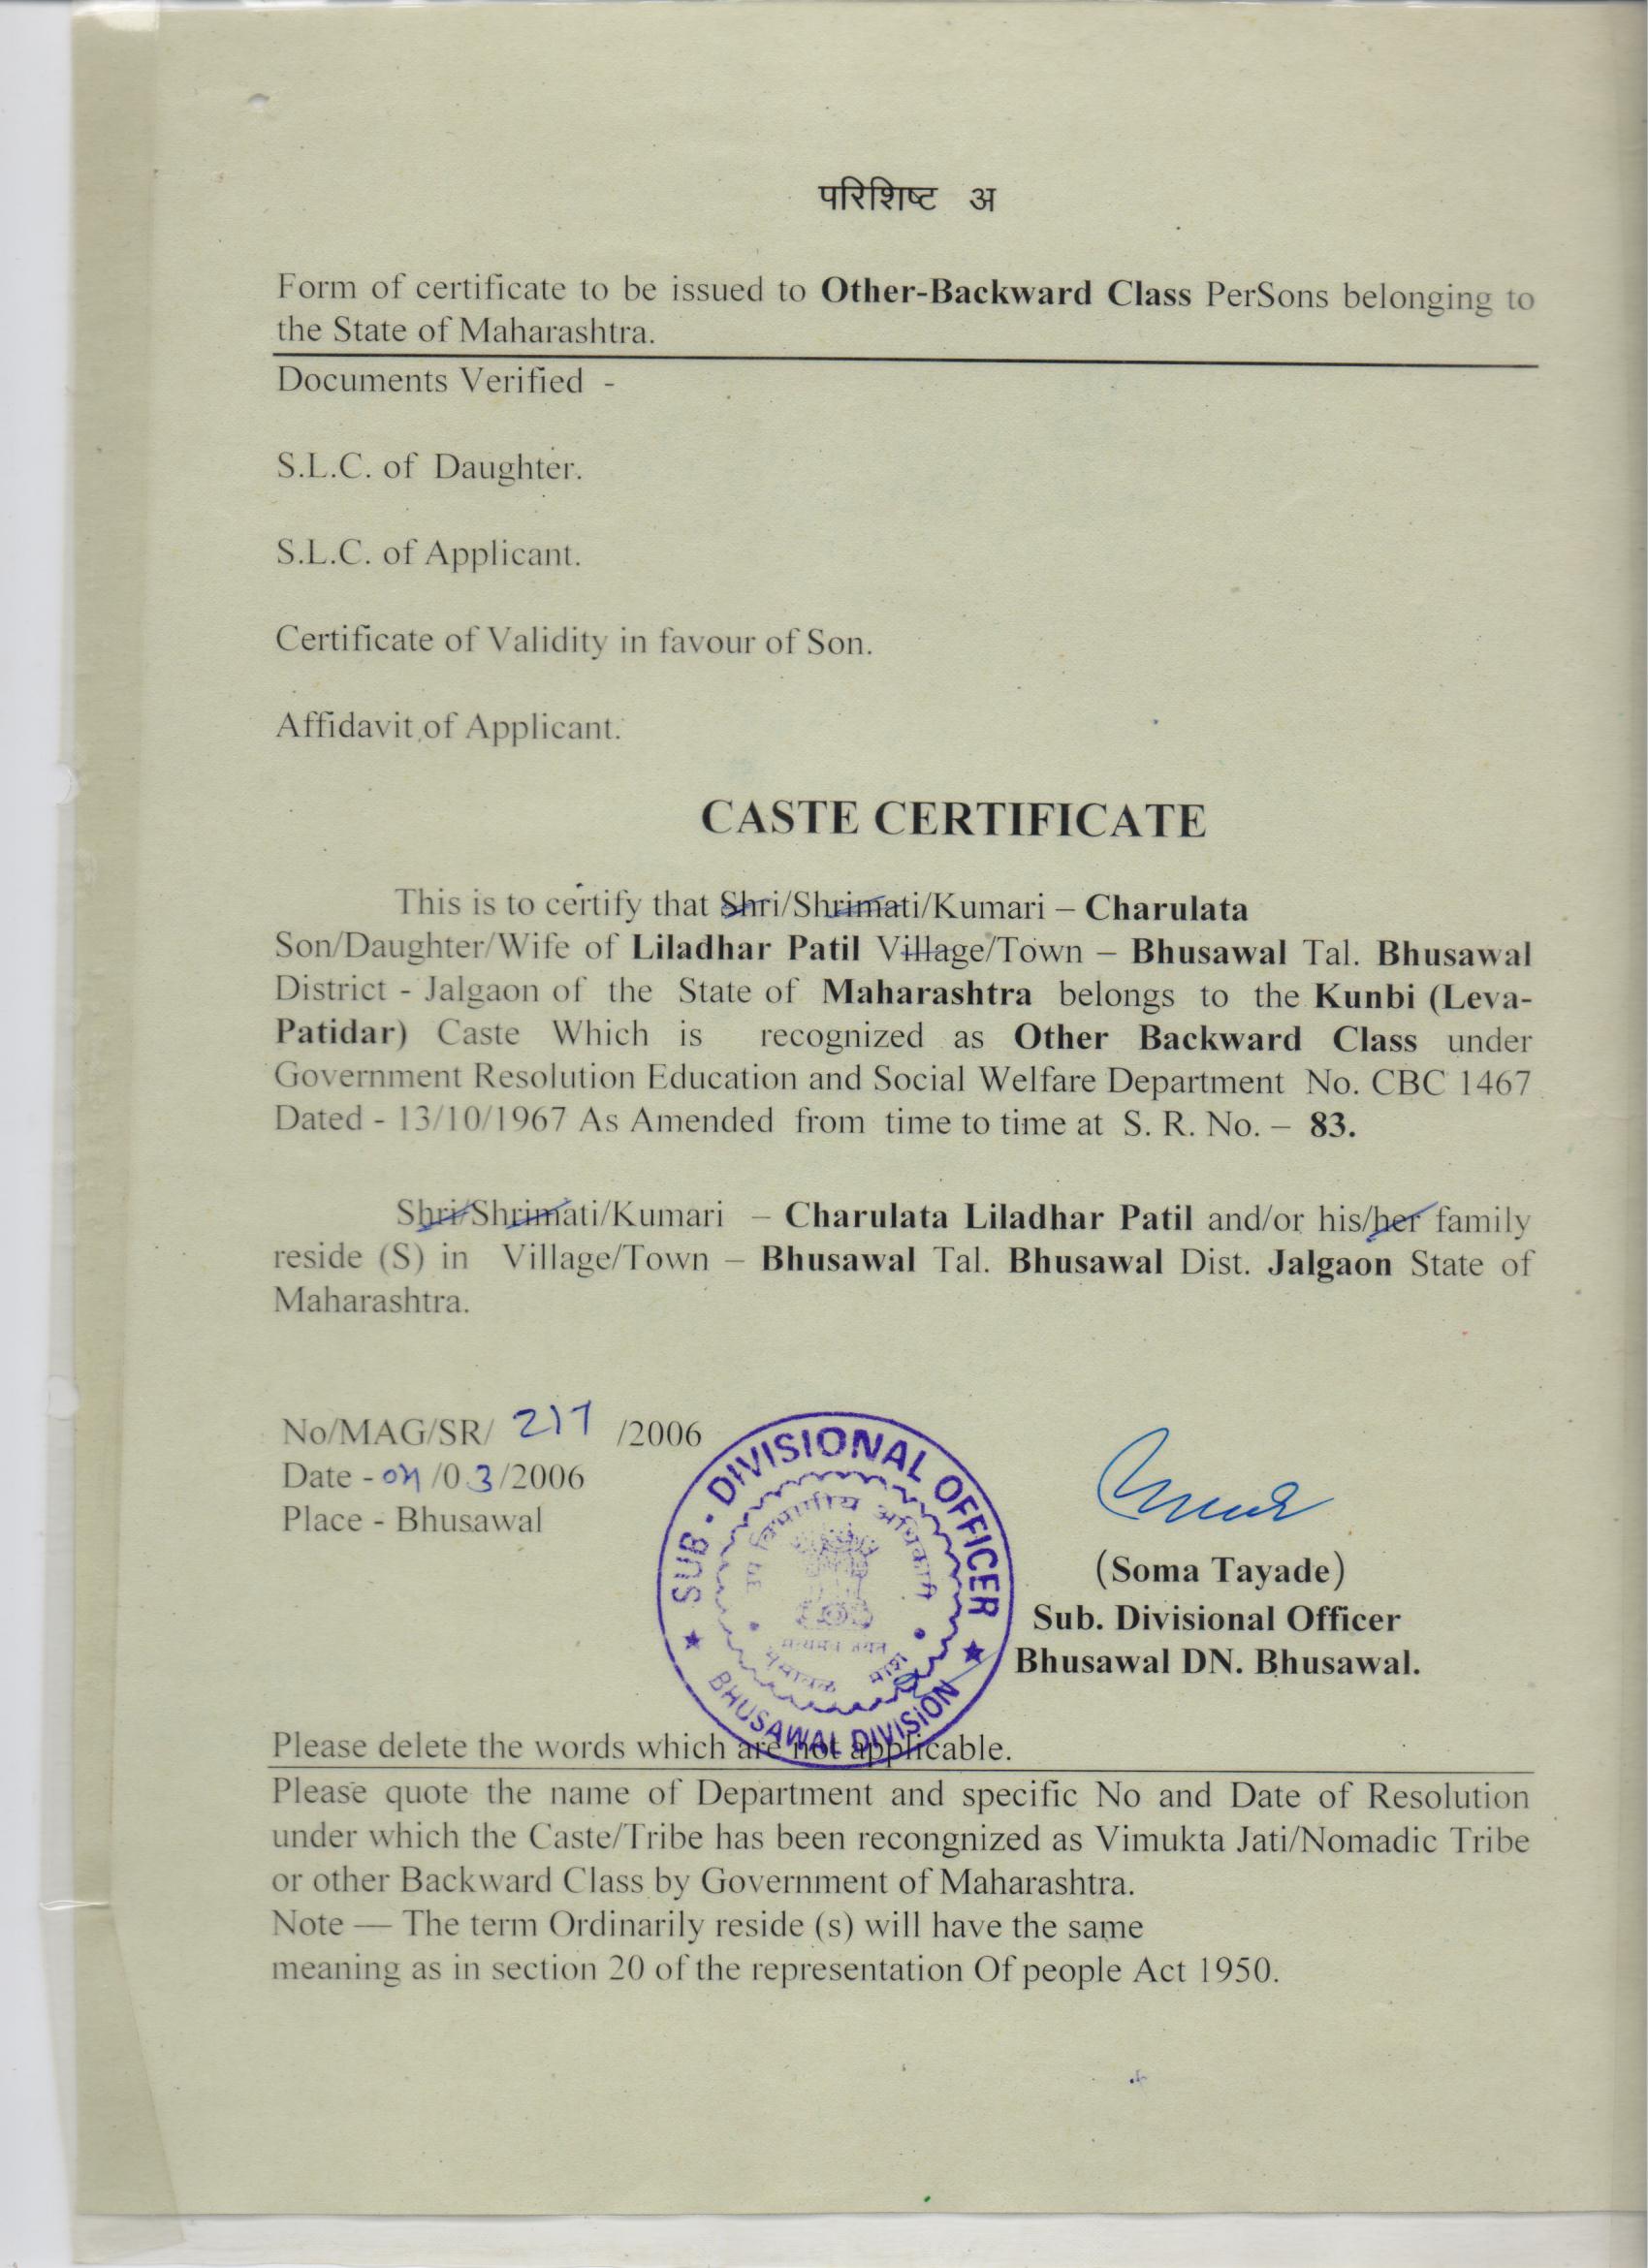 परिशिष्ट अ
Form of certificate to be issued to Other-Backward Class PerSons belonging to
the State of Maharashtra.
Documents Verified -
S.L.C. of Daughter.
S.L.C. of Applicant.
Certificate of Validity in favour of Son.
Affidavit of Applicant.
CASTE CERTIFICATE
This is to certify that Shri/Shrimati/Kumari – Charulata
Son/Daughter/Wife of Liladhar Patil Village/Town – Bhusawal Tal. Bhusawal
District - Jalgaon of the State of Maharashtra belongs to the Kunbi (Leva-
Patidar) Caste Which is recognized as Other Backward Class under
Government Resolution Education and Social Welfare Department No. CBC 1467
Dated - 13/10/1967 As Amended from time to time at S. R. No. – 83.
Shri/Shrimati/Kumari – Charulata Liladhar Patil and/or his/her family
reside (S) in Village/Town – Bhusawal Tal. Bhusawal Dist. Jalgaon State of
Maharashtra.
No/MAG/SR/ 217 /2006
Date - /03/2006
Place - Bhusawal
SUB - DIVISIONAL OFFICER
उप विभागीय अधिकारी
BHUSAWAL DIVISION
(Soma Tayade)
Sub. Divisional Officer
Bhusawal DN. Bhusawal.
Please delete the words which are not applicable.
Please quote the name of Department and specific No and Date of Resolution
under which the Caste/Tribe has been recongnized as Vimukta Jati/Nomadic Tribe
or other Backward Class by Government of Maharashtra.
Note — The term Ordinarily reside (s) will have the same
meaning as in section 20 of the representation Of people Act 1950.